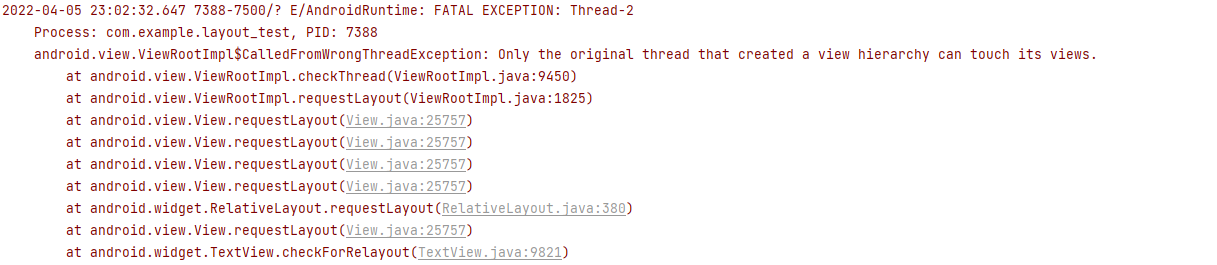 2022-04-05 23:02:32.647 7388-7500/? E/AndroidRuntime: FATAL EXCEPTION: Thread-2
Process: com.example.layout_test, PID: 7388
android.view.ViewRootImpl$CalledFromWrongThreadException: Only the original thread that created a view hierarchy can touch its views.
at android.view.ViewRootImpl.checkThread(ViewRootImpl.java:9450)
at android.view.ViewRootImpl.requestLayout(ViewRootImpl.java:1825)
at android.view.View.requestLayout(View.java:25757)
at android.view.View.requestLayout(View.java:25757)
at android.view.View.requestLayout(View.java:25757)
at android.view.View.requestLayout(View.java:25757)
at android.widget.RelativeLayout.requestLayout(RelativeLayout.java:380)
at android.view.View.requestLayout(View.java:25757)
at android.widget.TextView.checkForRelayout(TextView.java:9821)